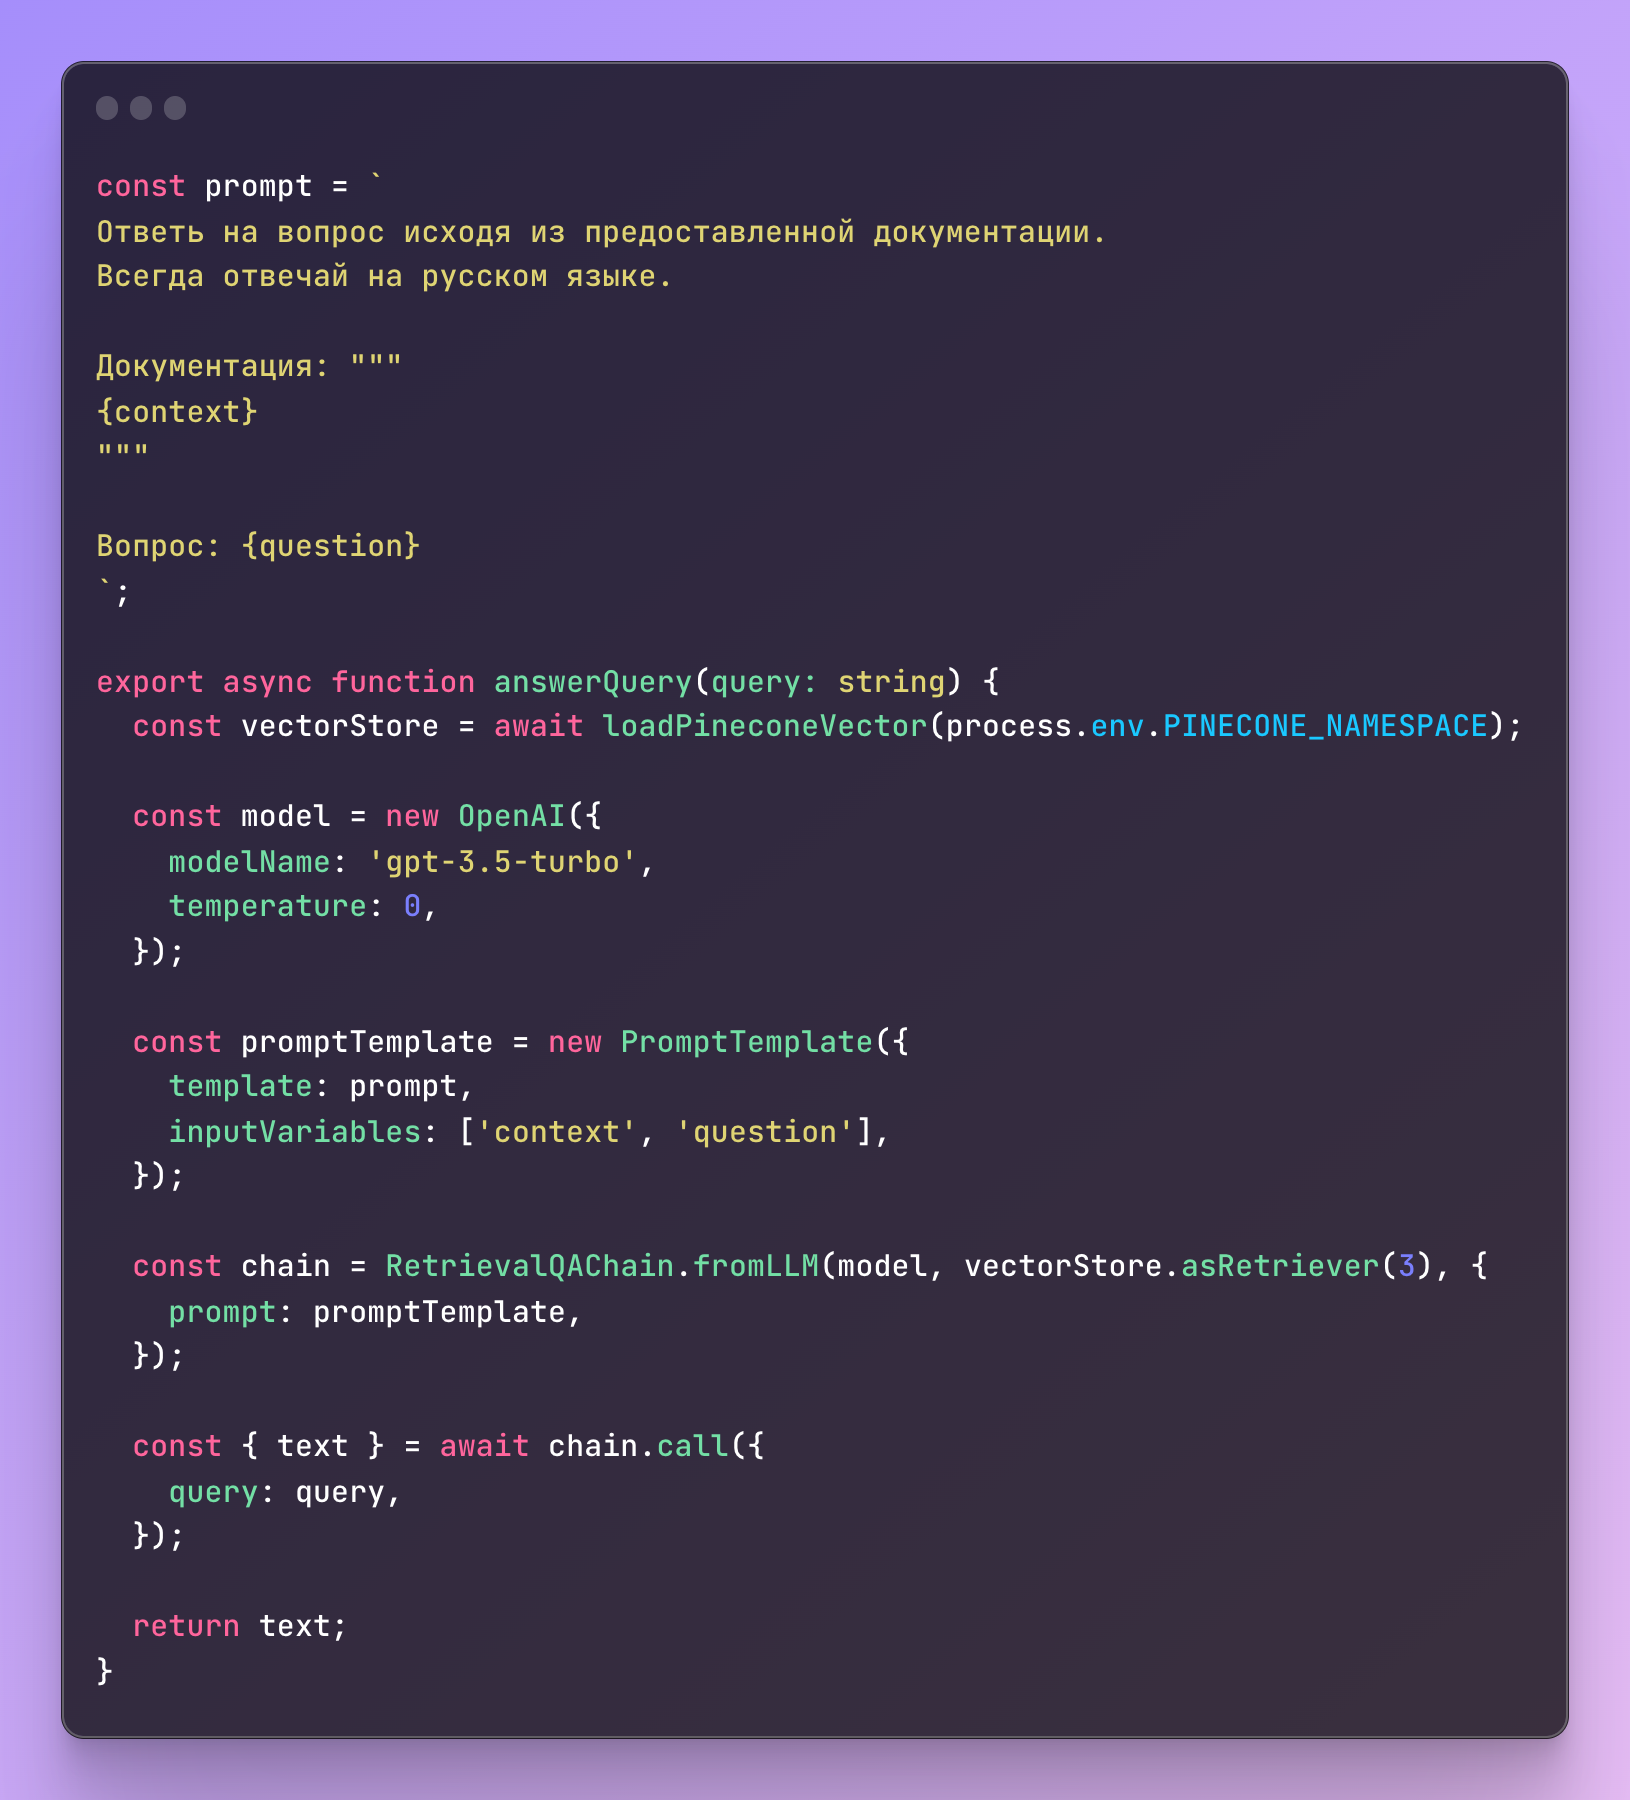 const prompt = `
Ответь на вопрос исходя из предоставленной документации.
Всегда отвечай на русском языке.

Документация: """
{context}
"""

Вопрос: {question}
`;

export async function answerQuery(query: string) {
  const vectorStore = await loadPineconeVector(process.env.PINECONE_NAMESPACE);

  const model = new OpenAI({
    modelName: 'gpt-3.5-turbo',
    temperature: 0,
  });

  const promptTemplate = new PromptTemplate({
    template: prompt,
    inputVariables: ['context', 'question'],
  });

  const chain = RetrievalQAChain.fromLLM(model, vectorStore.asRetriever(3), {
    prompt: promptTemplate,
  });

  const { text } = await chain.call({
    query: query,
  });

  return text;
}